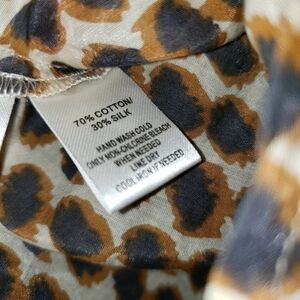 70% COTTON/
30% SILK
HAND WASH COLD
ONLY NON-CHLORINE BLEACH
WHEN NEEDED
LINE DRY
COOL IRON IF NEEDED